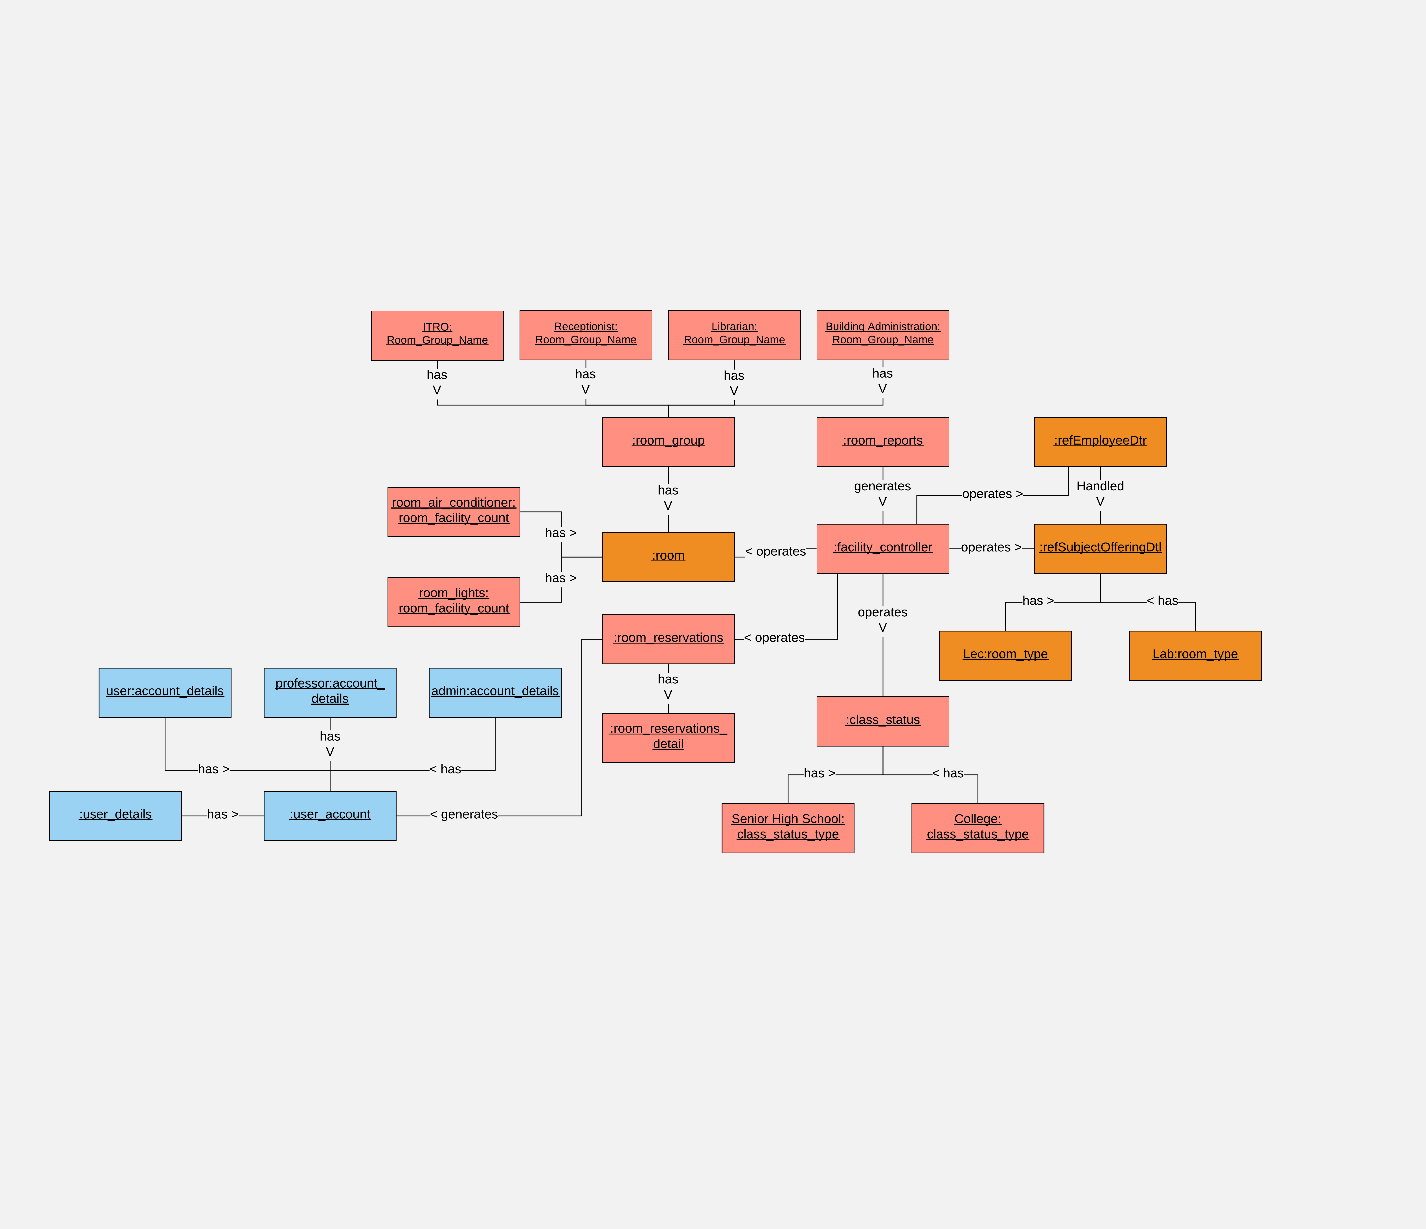 ITRO:
Room_Group_Name
Receptionist:
Room_Group_Name
Librarian:
Room_Group_Name
Building Administration:
Room_Group_Name
has
V
has
V
has
V
has
V
:room_group
:room_reports
:refEmployeeDtr
has
V
generates
V
operates >
Handled
V
room_air_conditioner:
room_facility_count
has >
:room
< operates
:facility_controller
operates >
:refSubjectOfferingDtl
has >
room_lights:
room_facility_count
operates
V
has >
< has
:room_reservations
< operates
Lec:room_type
Lab:room_type
has
V
user:account_details
professor:account_
details
admin:account_details
:room_reservations_
detail
:class_status
has
V
has >
< has
has >
< has
:user_details
has >
:user_account
< generates
Senior High School:
class_status_type
College:
class_status_type